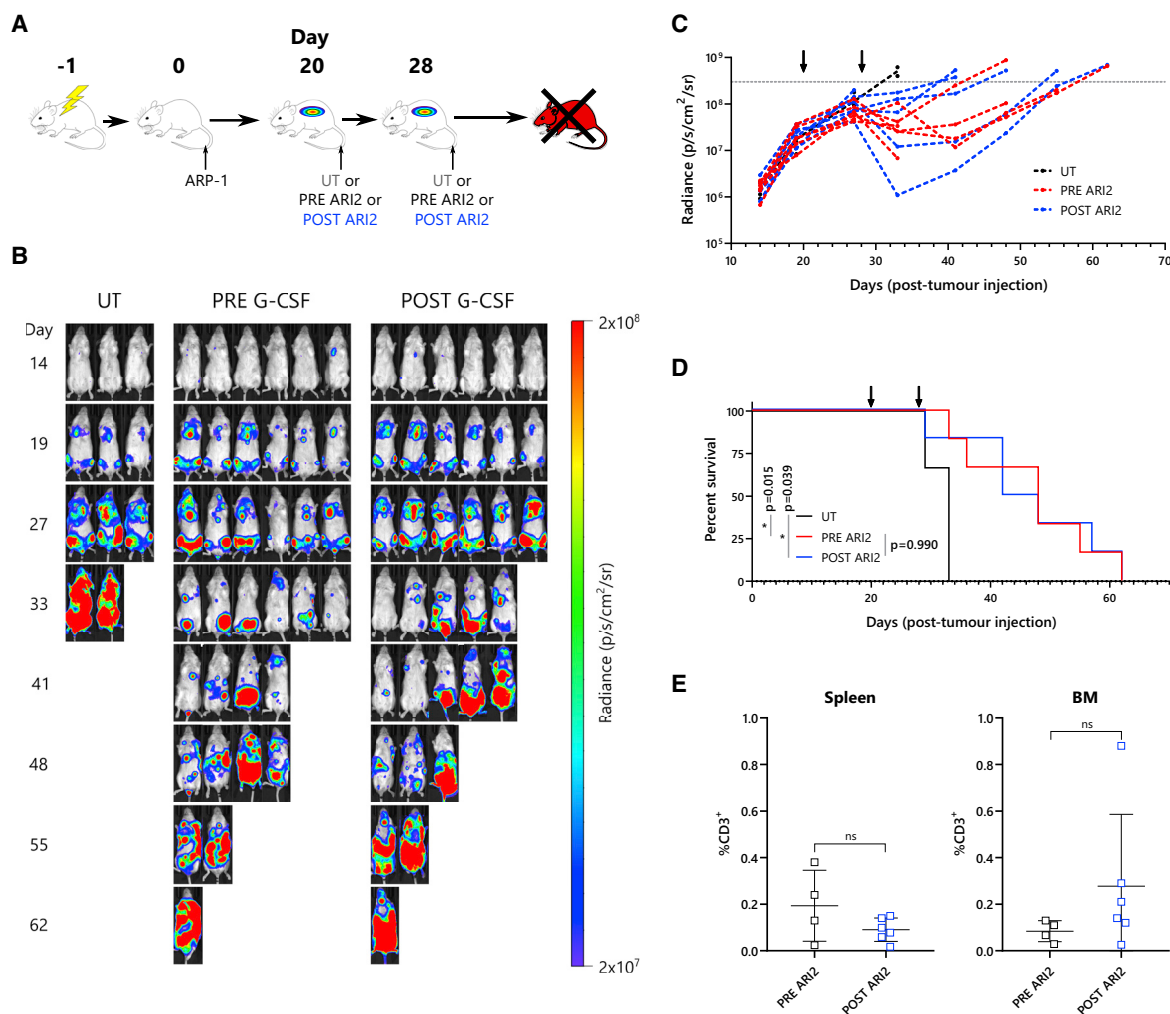 A
Day
-1
0
20
28
ARP-1
UT or
PRE ARI2 or
POST ARI2
UT or
PRE ARI2 or
POST ARI2
B
UT
PRE G-CSF
POST G-CSF
Day
14
19
27
33
41
48
55
62
2x10⁸
Radiance (p/s/cm²/sr)
2x10⁷
C
Radiance (p/s/cm²/sr)
10⁹
10⁸
10⁷
10⁶
10⁵
10
20
30
40
50
60
70
UT
PRE ARI2
POST ARI2
Days (post-tumour injection)
D
Percent survival
100
75
50
25
0
p=0.015
p=0.039
*
*
UT
PRE ARI2
POST ARI2
p=0.990
0
20
40
60
Days (post-tumour injection)
E
Spleen
%CD3⁺
1.0
0.8
0.6
0.4
0.2
0.0
ns
PRE ARI2
POST ARI2
BM
%CD3⁺
1.0
0.8
0.6
0.4
0.2
0.0
ns
PRE ARI2
POST ARI2